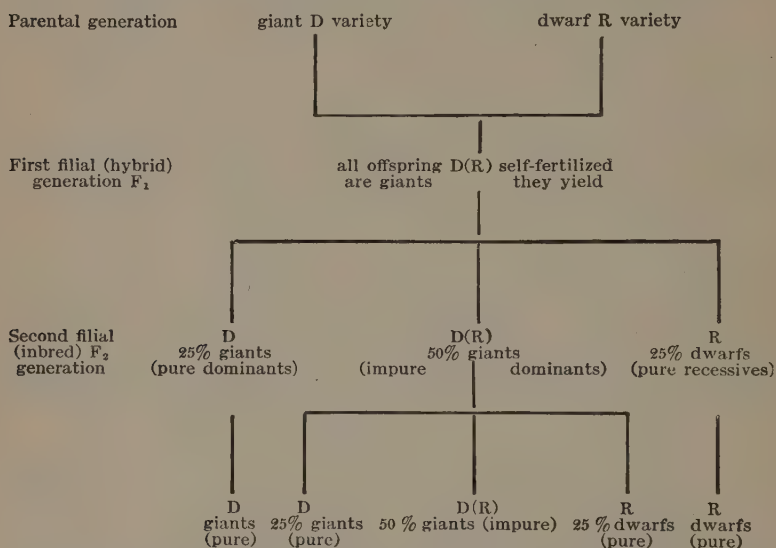 Parental generation giant D variety dwarf R variety
First filial (hybrid) all offspring D(R) self-fertilized
generation F₁ are giants they yield
Second filial D D(R) R
(inbred) F₂ 25% giants 50% giants 25% dwarfs
generation (pure dominants) (impure dominants) (pure recessives)
D D D(R) R R
giants 25% giants 50 % giants (impure) 25 % dwarfs dwarfs
(pure) (pure) (pure) (pure)